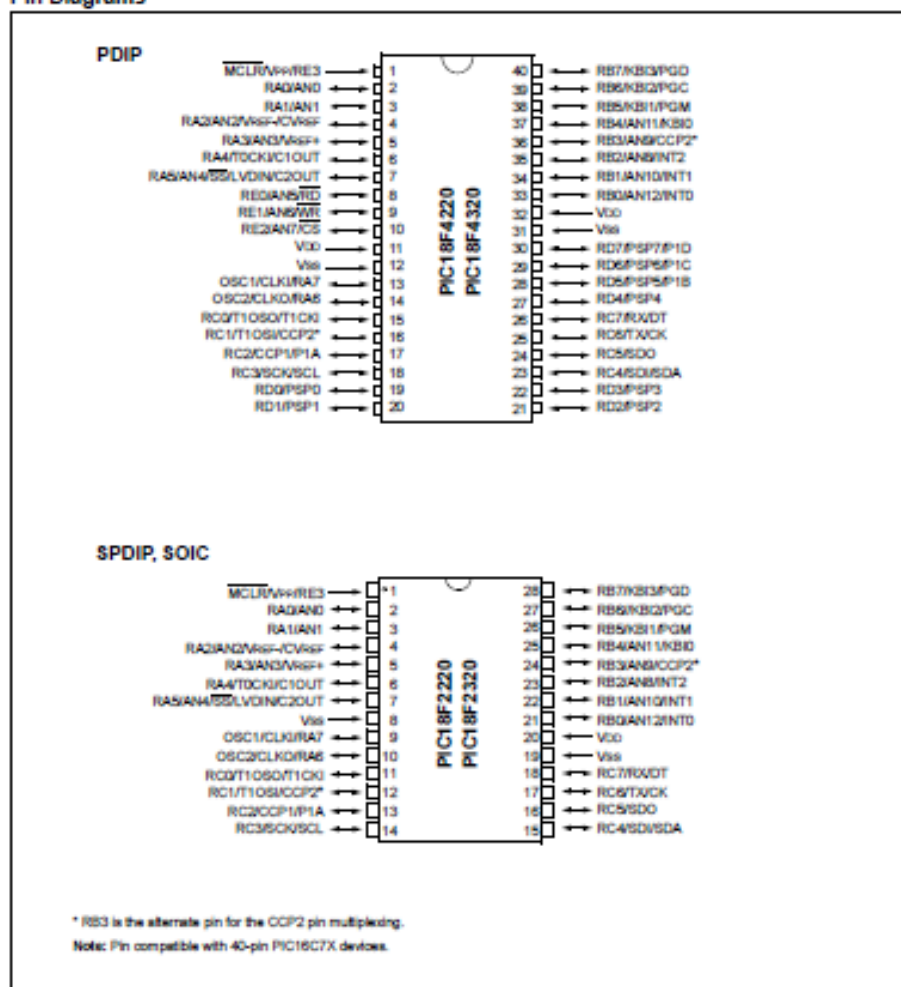 Pin Diagrams
PDIP
MCLR/VPP/RE3 1 40 RB7/KBI3/PGD
RA0/AN0 2 39 RB6/KBI2/PGC
RA1/AN1 3 38 RB5/KBI1/PGM
RA2/AN2/VREF-/CVREF 4 37 RB4/AN11/KBI0
RA3/AN3/VREF+ 5 36 RB3/AN9/CCP2*
RA4/T0CKI/C1OUT 6 35 RB2/AN8/INT2
RA5/AN4/SS/LVDIN/C2OUT 7 34 RB1/AN10/INT1
RE0/AN5/RD 8 33 RB0/AN12/INT0
RE1/AN6/WR 9 32 VDD
RE2/AN7/CS 10 31 VSS
VDD 11 30 RD7/PSP7/P1D
VSS 12 29 RD6/PSP6/P1C
OSC1/CLKI/RA7 13 28 RD5/PSP5/P1B
OSC2/CLKO/RA6 14 27 RD4/PSP4
RC0/T1OSO/T1CKI 15 26 RC7/RX/DT
RC1/T1OSI/CCP2* 16 25 RC6/TX/CK
RC2/CCP1/P1A 17 24 RC5/SDO
RC3/SCK/SCL 18 23 RC4/SDI/SDA
RD0/PSP0 19 22 RD3/PSP3
RD1/PSP1 20 21 RD2/PSP2
PIC18F4220
PIC18F4320
SPDIP, SOIC
MCLR/VPP/RE3 1 28 RB7/KBI3/PGD
RA0/AN0 2 27 RB6/KBI2/PGC
RA1/AN1 3 26 RB5/KBI1/PGM
RA2/AN2/VREF-/CVREF 4 25 RB4/AN11/KBI0
RA3/AN3/VREF+ 5 24 RB3/AN9/CCP2*
RA4/T0CKI/C1OUT 6 23 RB2/AN8/INT2
RA5/AN4/SS/LVDIN/C2OUT 7 22 RB1/AN10/INT1
VSS 8 21 RB0/AN12/INT0
OSC1/CLKI/RA7 9 20 VDD
OSC2/CLKO/RA6 10 19 VSS
RC0/T1OSO/T1CKI 11 18 RC7/RX/DT
RC1/T1OSI/CCP2* 12 17 RC6/TX/CK
RC2/CCP1/P1A 13 16 RC5/SDO
RC3/SCK/SCL 14 15 RC4/SDI/SDA
PIC18F2220
PIC18F2320
* RB3 is the alternate pin for the CCP2 pin multiplexing.
Note: Pin compatible with 40-pin PIC16C7X devices.